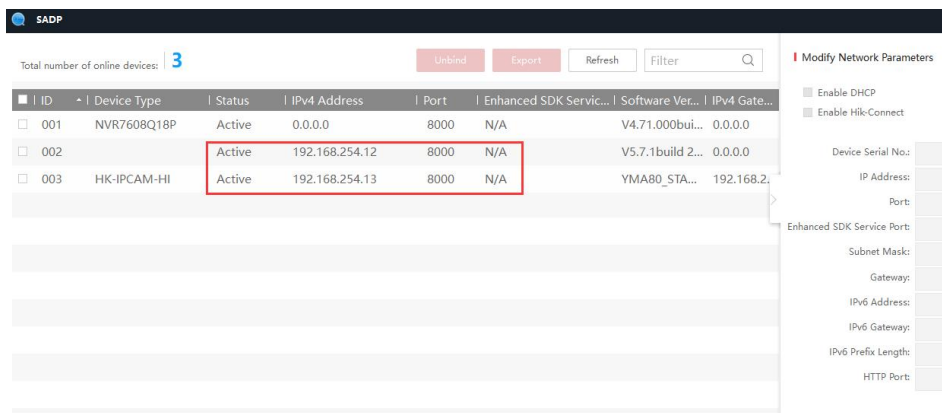 SADP
Total number of online devices: 3
Unbind Export Refresh Filter
ID Device Type Status IPv4 Address Port Enhanced SDK Servic... Software Ver... IPv4 Gate...
001 NVR7608Q18P Active 0.0.0.0 8000 N/A V4.71.000bui... 0.0.0.0
002 Active 192.168.254.12 8000 N/A V5.7.1build 2... 0.0.0.0
003 HK-IPCAM-HI Active 192.168.254.13 8000 N/A YMA80_STA... 192.168.2.
Modify Network Parameters
Enable DHCP
Enable Hik-Connect
Device Serial No.:
IP Address:
Port:
Enhanced SDK Service Port:
Subnet Mask:
Gateway:
IPv6 Address:
IPv6 Gateway:
IPv6 Prefix Length:
HTTP Port: